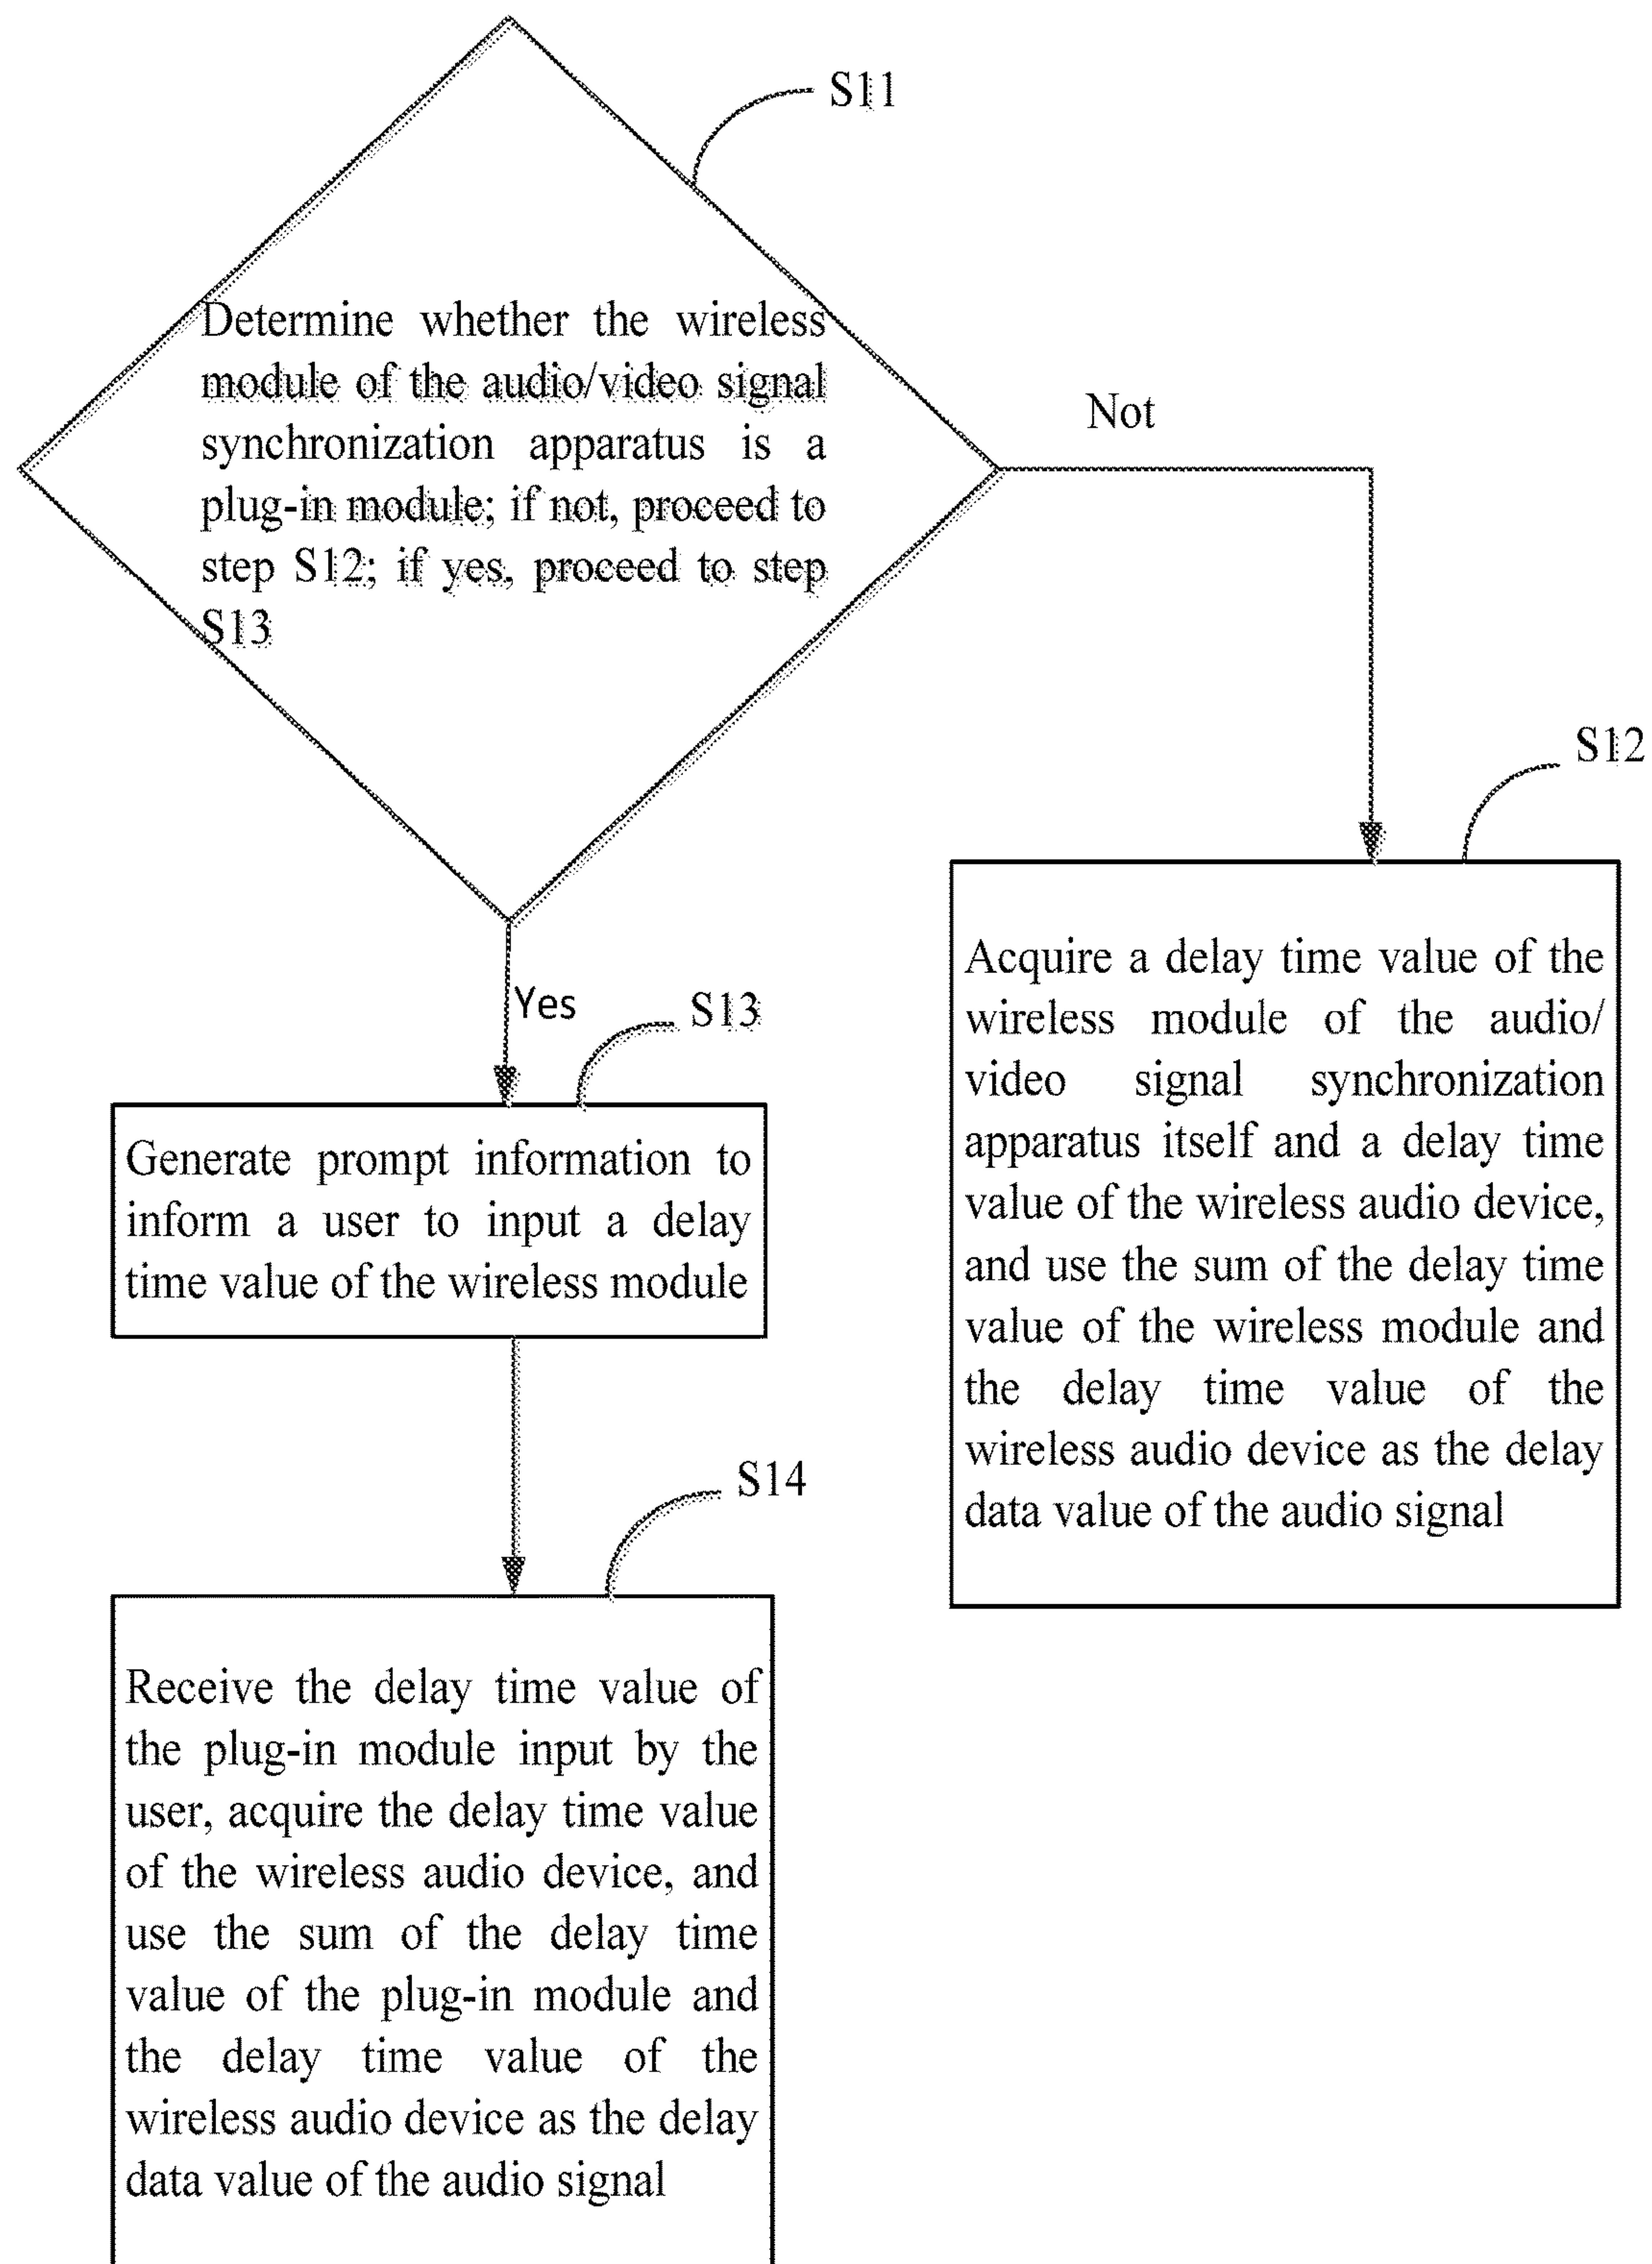 S11
Determine whether the wireless
module of the audio/video signal
synchronization apparatus is a
plug-in module; if not, proceed to
step S12; if yes, proceed to step
S13
Not
S12
Acquire a delay time value of the
wireless module of the audio/
video signal synchronization
apparatus itself and a delay time
value of the wireless audio device,
and use the sum of the delay time
value of the wireless module and
the delay time value of the
wireless audio device as the delay
data value of the audio signal
Yes
S13
Generate prompt information to
inform a user to input a delay
time value of the wireless module
S14
Receive the delay time value of
the plug-in module input by the
user, acquire the delay time value
of the wireless audio device, and
use the sum of the delay time
value of the plug-in module and
the delay time value of the
wireless audio device as the delay
data value of the audio signal